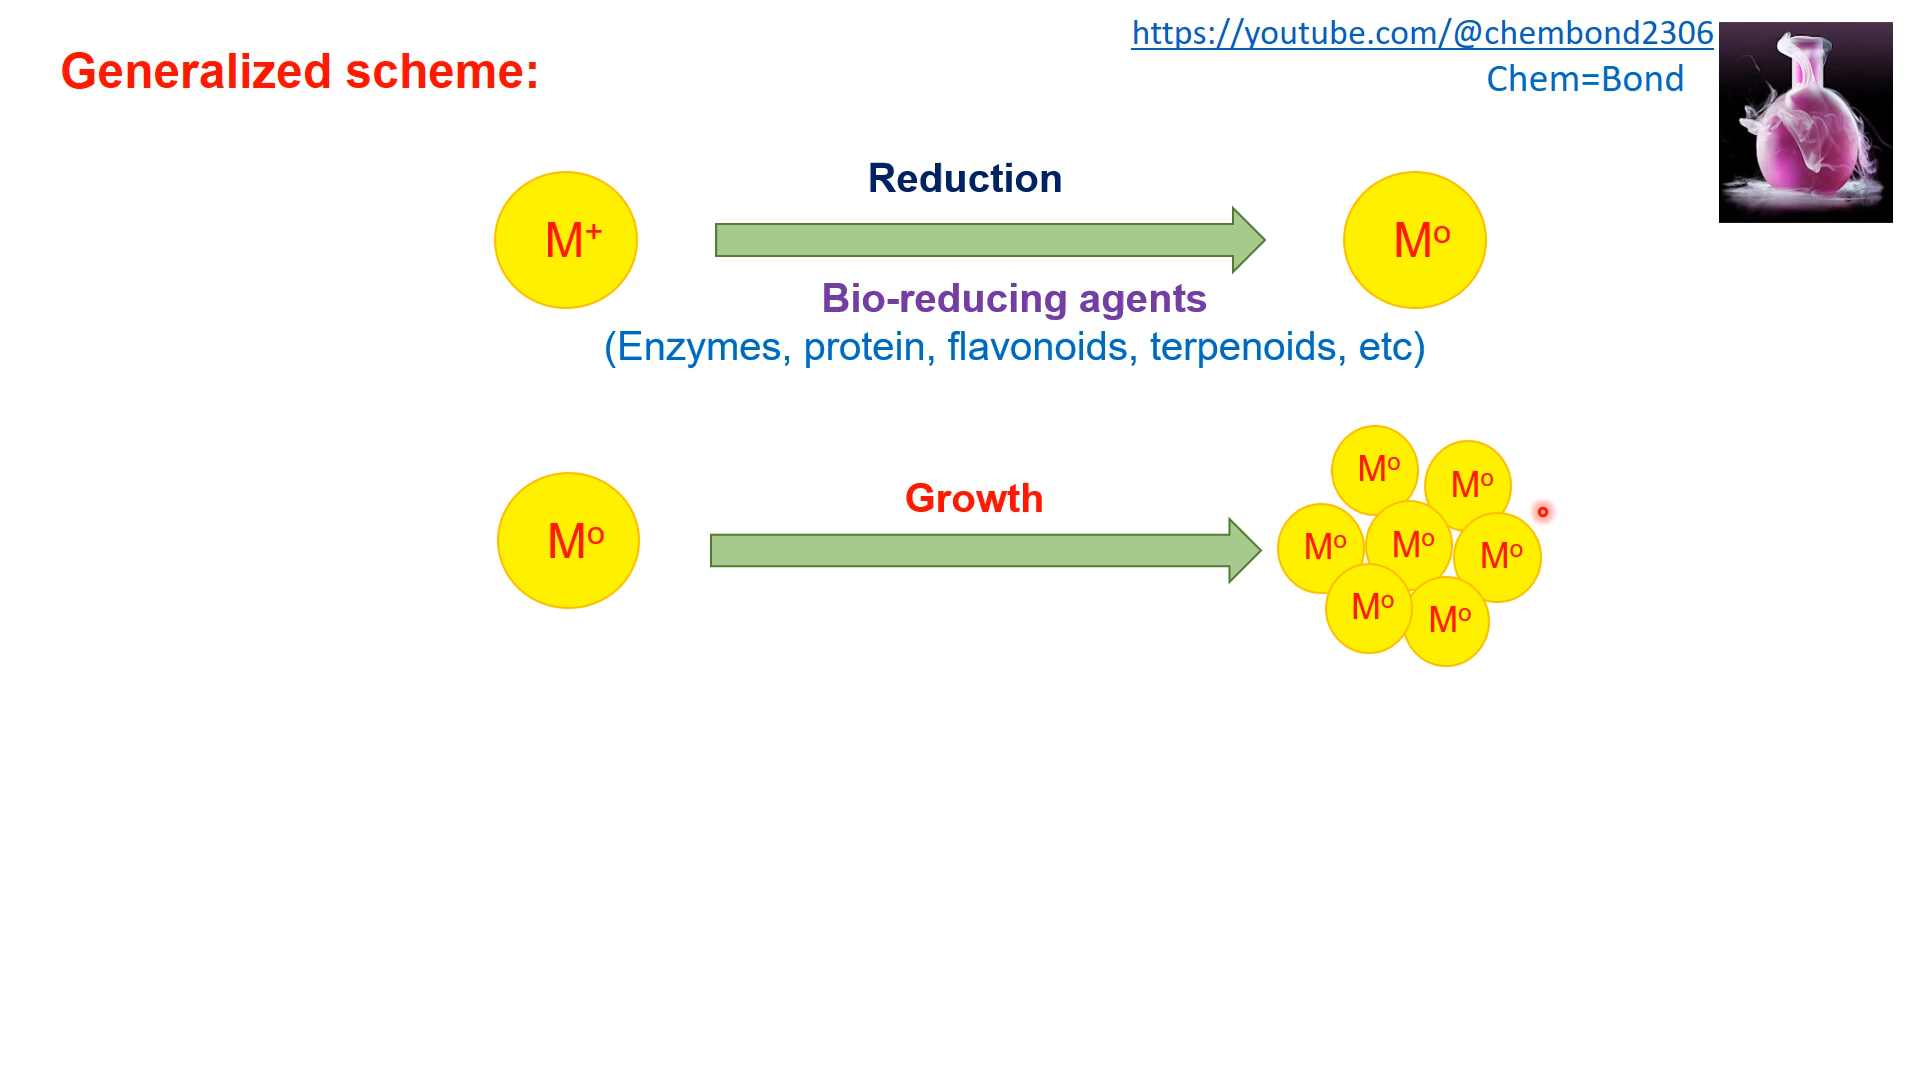 https://youtube.com/@chembond2306
Generalized scheme:
Chem=Bond
Reduction
M⁺
Mᵒ
Bio-reducing agents
(Enzymes, protein, flavonoids, terpenoids, etc)
Mᵒ
Growth
Mᵒ
Mᵒ
Mᵒ
Mᵒ
Mᵒ
Mᵒ
Mᵒ